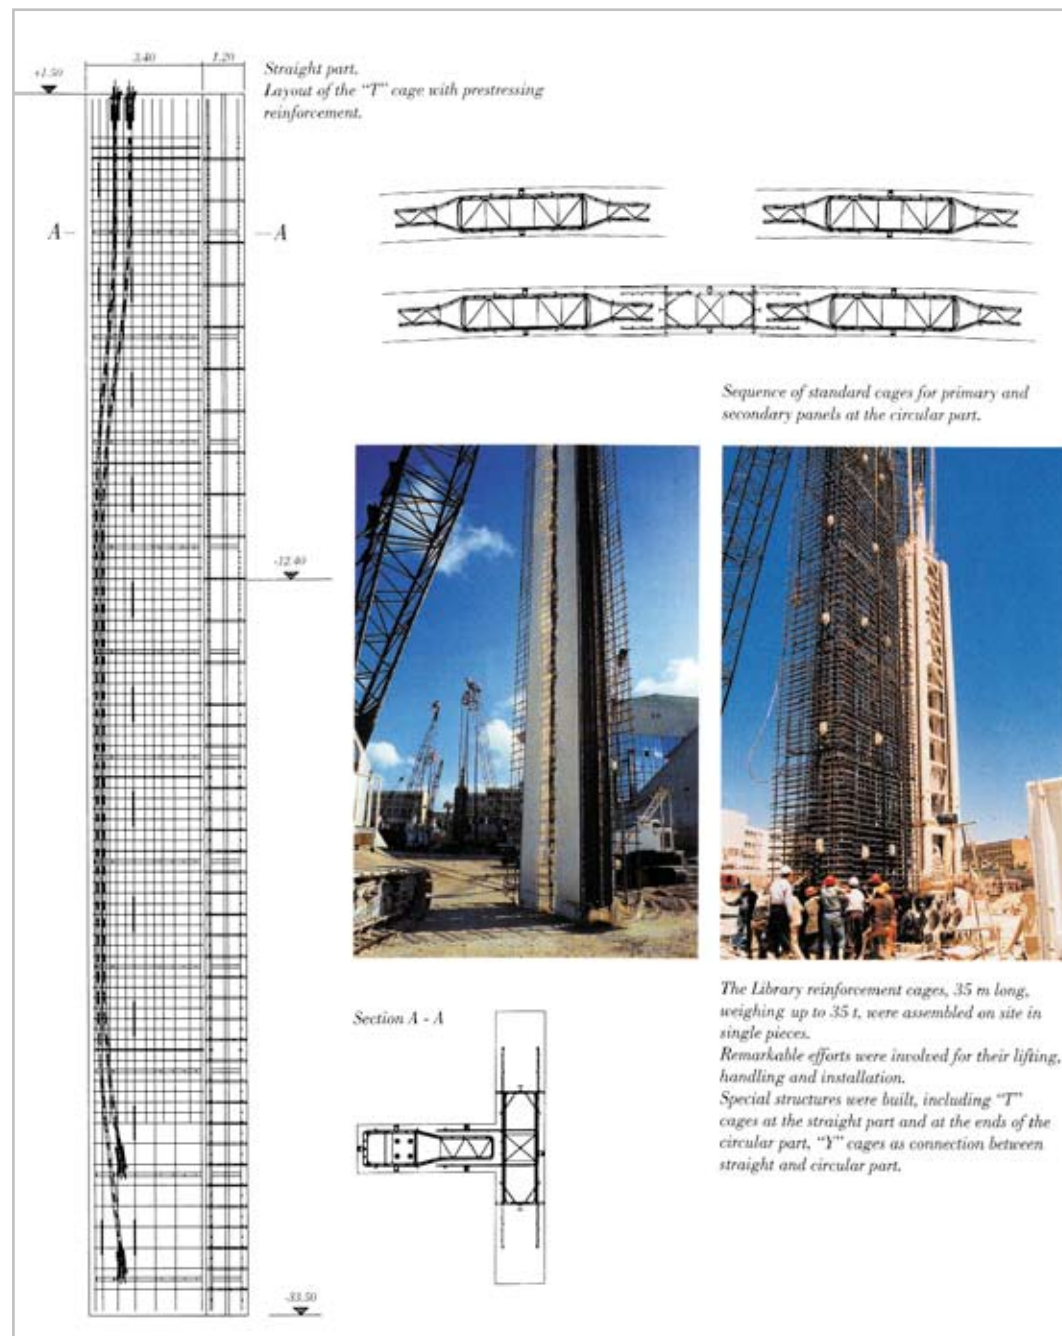 3.40
1.20
+1.50
Straight part.
Layout of the "T" cage with prestressing
reinforcement.
A
A
Sequence of standard cages for primary and
secondary panels at the circular part.
-12.40
The Library reinforcement cages, 35 m long,
weighing up to 35 t, were assembled on site in
single pieces.
Remarkable efforts were involved for their lifting,
handling and installation.
Special structures were built, including "T"
cages at the straight part and at the ends of the
circular part, "Y" cages as connection between
straight and circular part.
Section A - A
-33.50